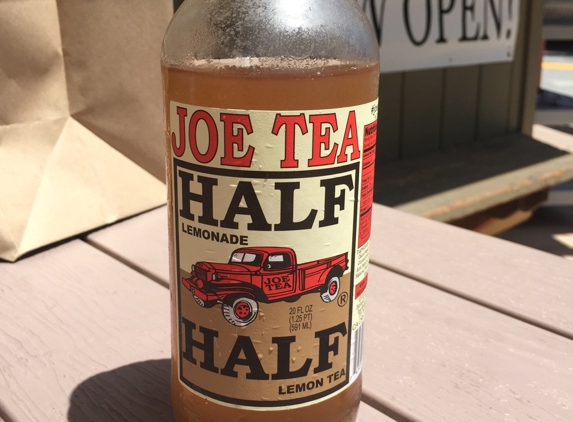 OPEN!
JOE TEA
HALF
LEMONADE
JOE
TEA
20 FL OZ
(1.25 PT)
(591 ML)
®
HALF
LEMON TEA